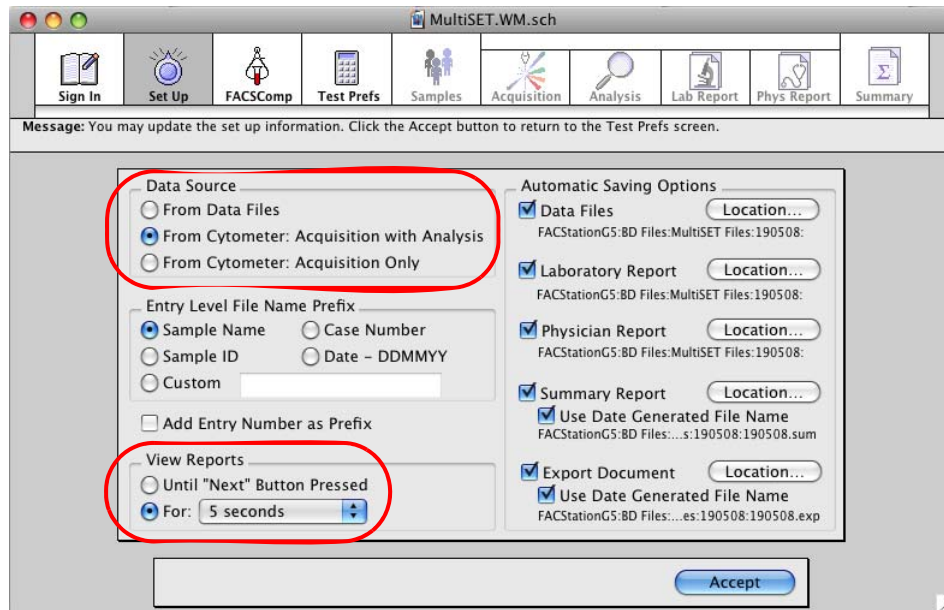 MultiSET.WM.sch
Sign In
Set Up
FACSComp
Test Prefs
Samples
Acquisition
Analysis
Lab Report
Phys Report
Summary
Message: You may update the set up information. Click the Accept button to return to the Test Prefs screen.
Data Source
From Data Files
From Cytometer: Acquisition with Analysis
From Cytometer: Acquisition Only
Entry Level File Name Prefix
Sample Name
Case Number
Sample ID
Date - DDMMYY
Custom
Add Entry Number as Prefix
View Reports
Until "Next" Button Pressed
For: 5 seconds
Automatic Saving Options
Data Files Location...
FACStationG5:BD Files:MultiSET Files:190508:
Laboratory Report Location...
FACStationG5:BD Files:MultiSET Files:190508:
Physician Report Location...
FACStationG5:BD Files:MultiSET Files:190508:
Summary Report Location...
Use Date Generated File Name
FACStationG5:BD Files:...s:190508:190508.sum
Export Document Location...
Use Date Generated File Name
FACStationG5:BD Files:...es:190508:190508.exp
Accept